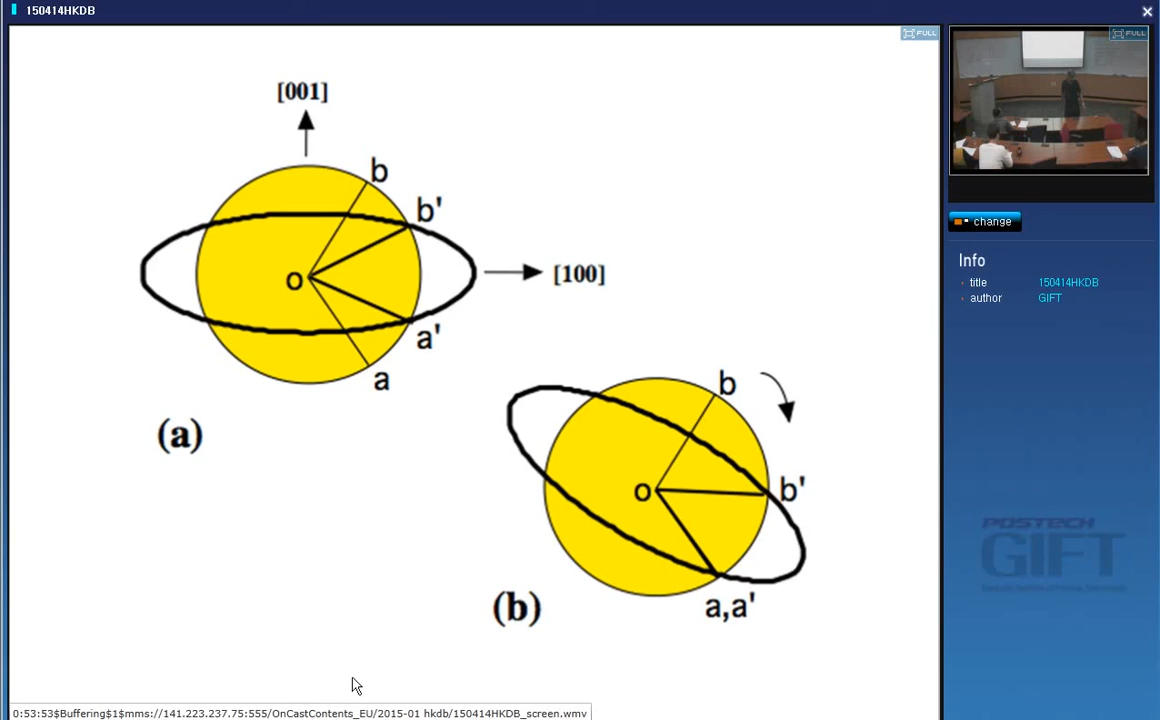 150414HKDB
FULL
FULL
[001]
b
b'
o
[100]
a'
a
(a)
b
o
b'
a,a'
(b)
change
Info
title 150414HKDB
author GIFT
POSTECH
GIFT
0:53:53$Buffering$1$mms://141.223.237.75:555/OnCastContents_EU/2015-01 hkdb/150414HKDB_screen.wmv